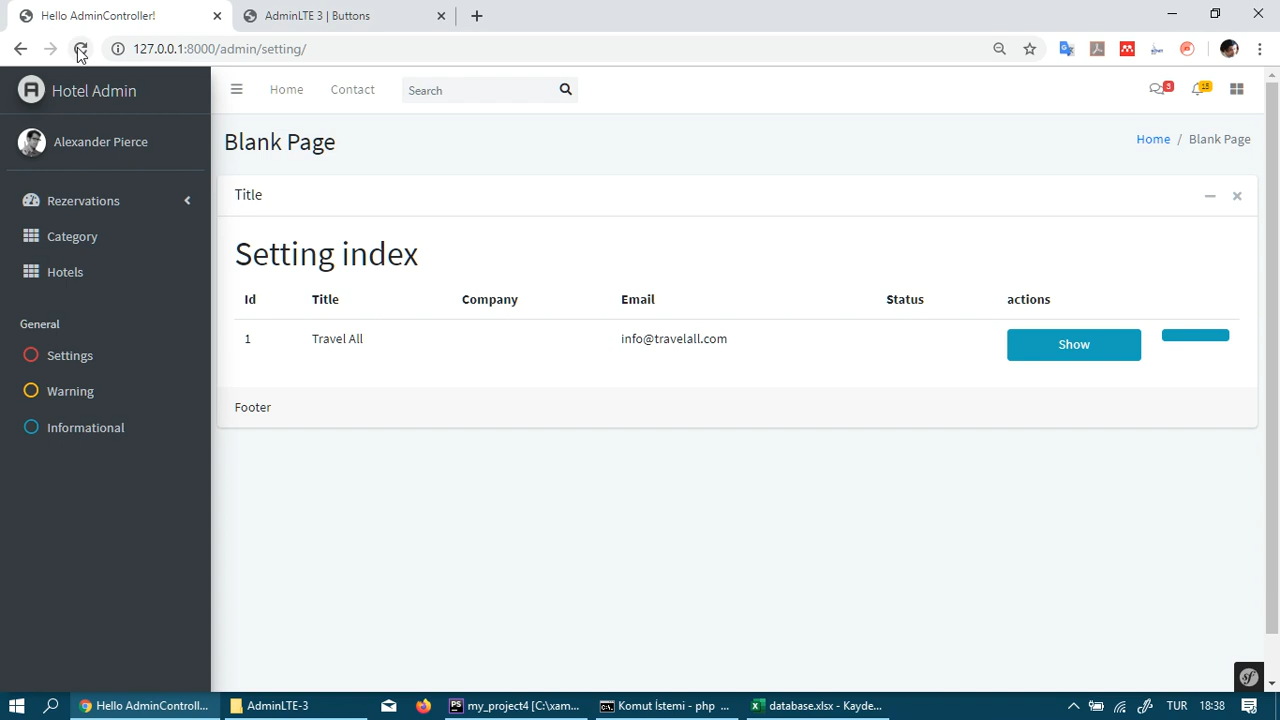 Hello AdminController!
AdminLTE 3 | Buttons
127.0.0.1:8000/admin/setting/
Hotel Admin
Home
Contact
Search
3
15
Alexander Pierce
Blank Page
Home / Blank Page
Rezervations
Category
Hotels
General
Settings
Warning
Informational
Title
Setting index
Id Title Company Email Status actions
1 Travel All info@travelall.com Show
Footer
sf
Hello AdminControll...
AdminLTE-3
my_project4 [C:\xam...
Komut İstemi - php ...
database.xlsx - Kayde...
TUR
18:38